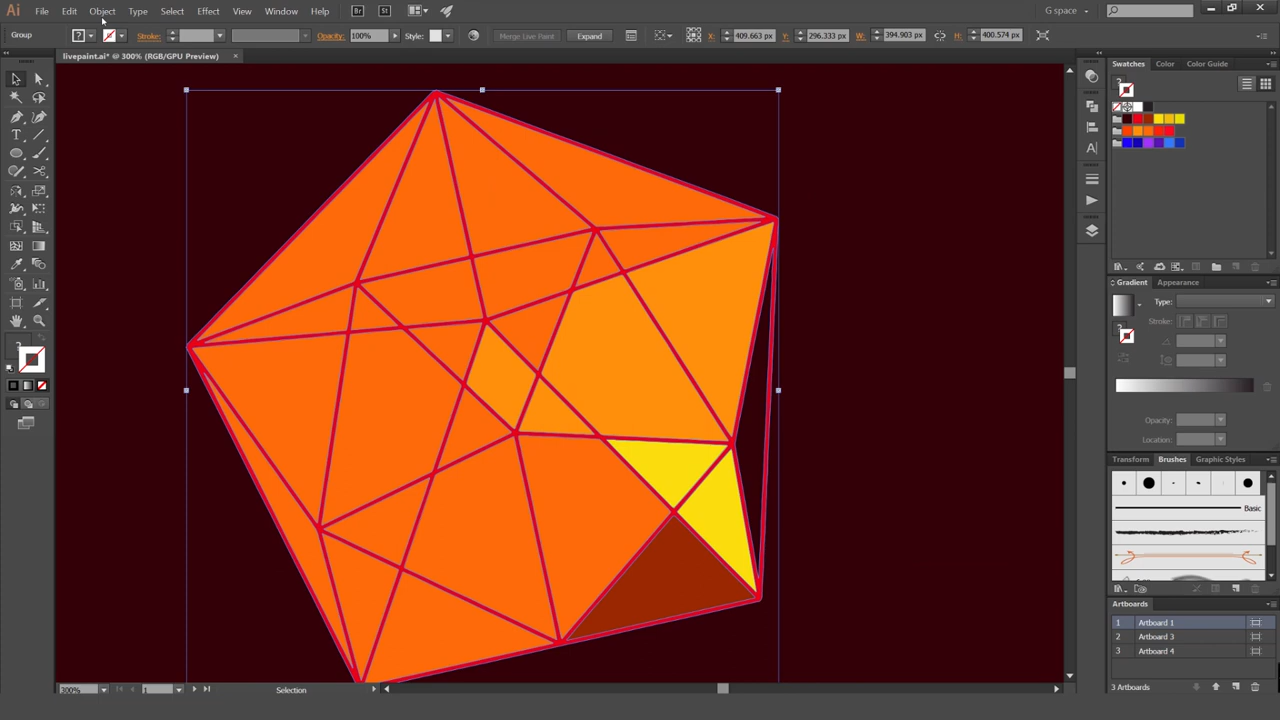 Ai File Edit Object Type Select Effect View Window Help Br St G space
Group ? Stroke: Opacity: 100% Style: Merge Live Paint Expand X: 409.663 px Y: 296.333 px W: 394.903 px H: 400.574 px
livepaint.ai* @ 300% (RGB/GPU Preview) ×
Swatches Color Color Guide
Gradient Appearance
Type:
Stroke:
Opacity:
Location:
Transform Brushes Graphic Styles
Basic
Artboards
1 Artboard 1
2 Artboard 3
3 Artboard 4
3 Artboards
300% 1 Selection